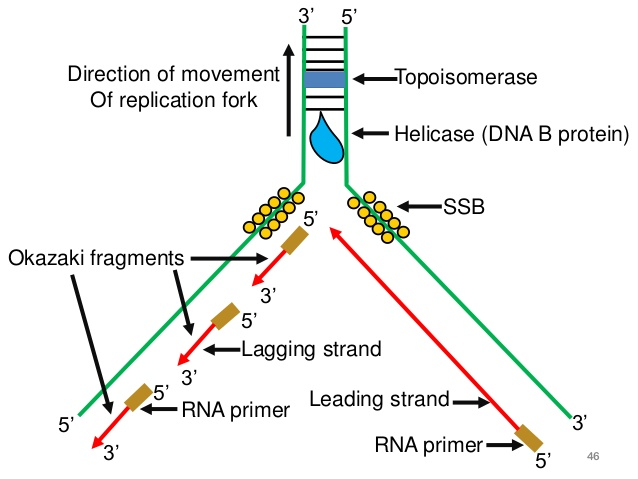 3’ 5’
Direction of movement
Of replication fork
Topoisomerase
Helicase (DNA B protein)
SSB
5’
Okazaki fragments
3’
5’
Lagging strand
3’
5’
RNA primer
Leading strand
5’
3’
3’
RNA primer
5’
46